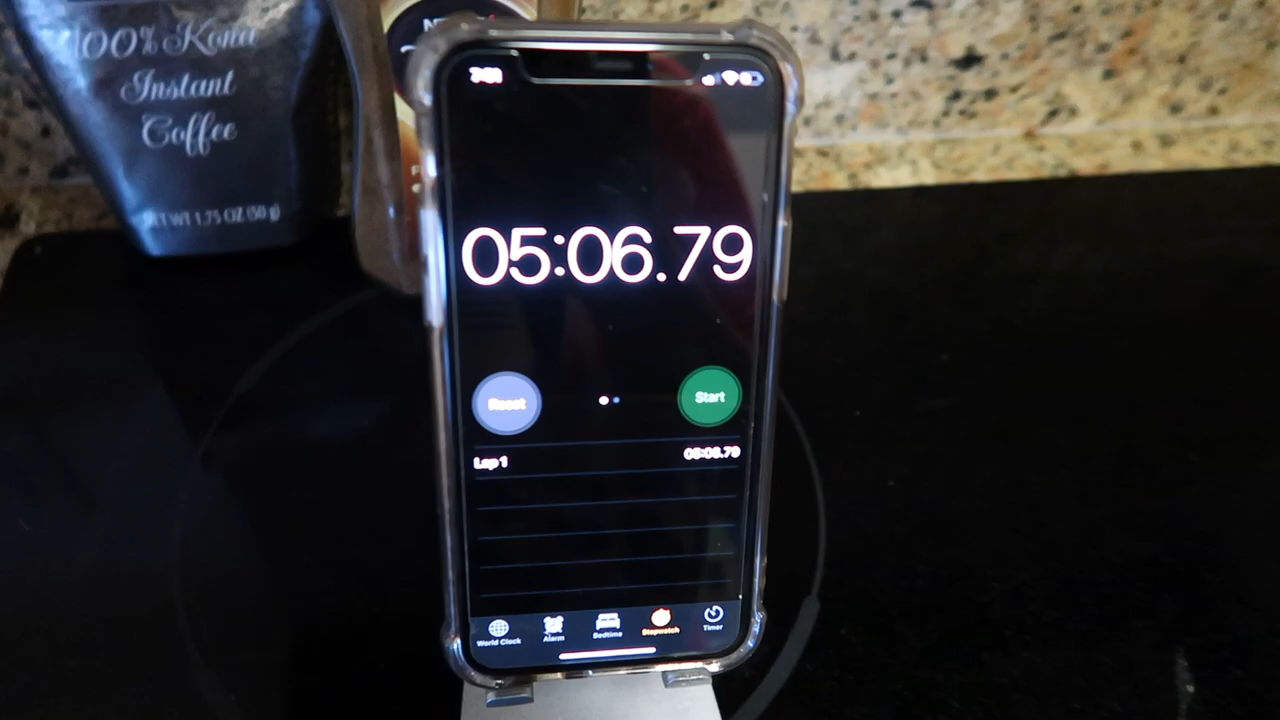 100% Kona
Instant
Coffee
NET WT 1.75 OZ (50 g)
05:06.79
Reset
Start
Lap 1
05:06.79
World Clock
Alarm
Bedtime
Stopwatch
Timer